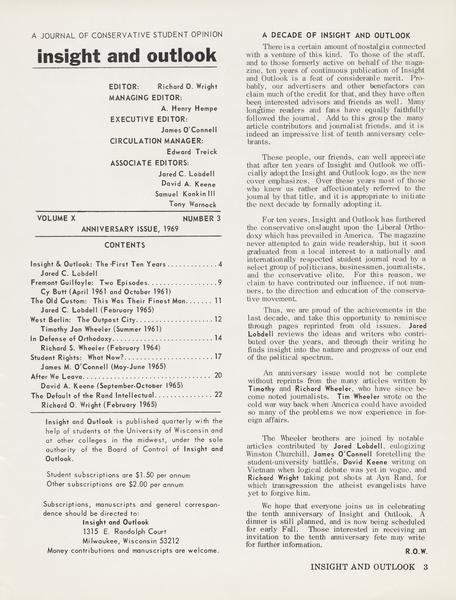 A JOURNAL OF CONSERVATIVE STUDENT OPINION
insight and outlook
EDITOR: Richard O. Wright
MANAGING EDITOR:
A. Henry Hempe
EXECUTIVE EDITOR:
James O'Connell
CIRCULATION MANAGER:
Edward Treick
ASSOCIATE EDITORS:
Jared C. Lobdell
David A. Keene
Samuel Konkin III
Tony Warnock
VOLUME X NUMBER 3
ANNIVERSARY ISSUE, 1969
CONTENTS
Insight & Outlook: The First Ten Years............4
Jared C. Lobdell
Fremont Guilfoyle: Two Episodes.................9
Cy Butt (April 1961 and October 1961)
The Old Custom: This Was Their Finest Man.......11
Jared C. Lobdell (February 1965)
West Berlin: The Outpost City...................12
Timothy Jon Wheeler (Summer 1961)
In Defense of Orthodoxy.........................14
Richard S. Wheeler (February 1964)
Student Rights: What Now?.......................17
James M. O'Connell (May-June 1965)
After We Leave.................................20
David A. Keene (September-October 1965)
The Default of the Rand Intellectual..............22
Richard O. Wright (February 1965)
Insight and Outlook is published quarterly with the
help of students at the University of Wisconsin and
at other colleges in the midwest, under the sole
authority of the Board of Control of Insight and
Outlook.
Student subscriptions are $1.50 per annum
Other subscriptions are $2.00 per annum
Subscriptions, manuscripts and general correspon-
dence should be directed to:
Insight and Outlook
1315 E. Randolph Court
Milwaukee, Wisconsin 53212
Money contributions and manuscripts are welcome.
A DECADE OF INSIGHT AND OUTLOOK
There is a certain amount of nostalgia connected
with a venture of this kind. To those of the staff,
and to those formerly active on behalf of the maga-
zine, ten years of continuous publication of Insight
and Outlook is a feat of considerable merit. Pro-
bably, our advertisers and other benefactors can
claim much of the credit for that, and they have often
been interested advisors and friends as well. Many
longtime readers and fans have equally faithfully
followed the journal. Add to this group the many
article contributors and journalist friends, and it is
indeed an impressive list of tenth anniversary cele-
brants.
These people, our friends, can well appreciate
that after ten years of Insight and Outlook we offi-
cially adopt the Insight and Outlook logo, as the new
cover emphasizes. Over these years most of those
who knew us rather affectionately referred to the
journal by that title, and it is appropriate to initiate
the next decade by formally adopting it.
For ten years, Insight and Outlook has furthered
the conservative onslaught upon the Liberal Ortho-
doxy which has prevailed in America. The magazine
never attempted to gain wide readership, but it soon
graduated from a local interest to a nationally and
internationally respected student journal read by a
select group of politicians, businessmen, journalists,
and the conservative elite. For this reason, we
claim to have contributed our influence, if not num-
bers, to the direction and education of the conserva-
tive movement.
Thus, we are proud of the achievements in the
last decade, and take this opportunity to reminisce
through pages reprinted from old issues. Jared
Lobdell reviews the ideas and writers who contri-
buted over the years, and through their writing he
finds insight into the nature and progress of our end
of the political spectrum.
An anniversary issue would not be complete
without reprints from the many articles written by
Timothy and Richard Wheeler, who have since be-
come noted journalists. Tim Wheeler wrote on the
cold war way back when America could have avoided
so many of the problems we now experience in for-
eign affairs.
The Wheeler brothers are joined by notable
articles contributed by Jared Lobdell, eulogizing
Winston Churchill, James O'Connell foretelling the
student-university battles, David Keene writing on
Vietnam when logical debate was yet in vogue, and
Richard Wright taking pot shots at Ayn Rand, for
which transgression the atheist evangelists have
yet to forgive him.
We hope that everyone joins us in celebrating
the tenth anniversary of Insight and Outlook. A
dinner is still planned, and is now being scheduled
for early Fall. Those interested in receiving an
invitation to the tenth anniversary fete may write
for further information.
R.O.W.
INSIGHT AND OUTLOOK 3